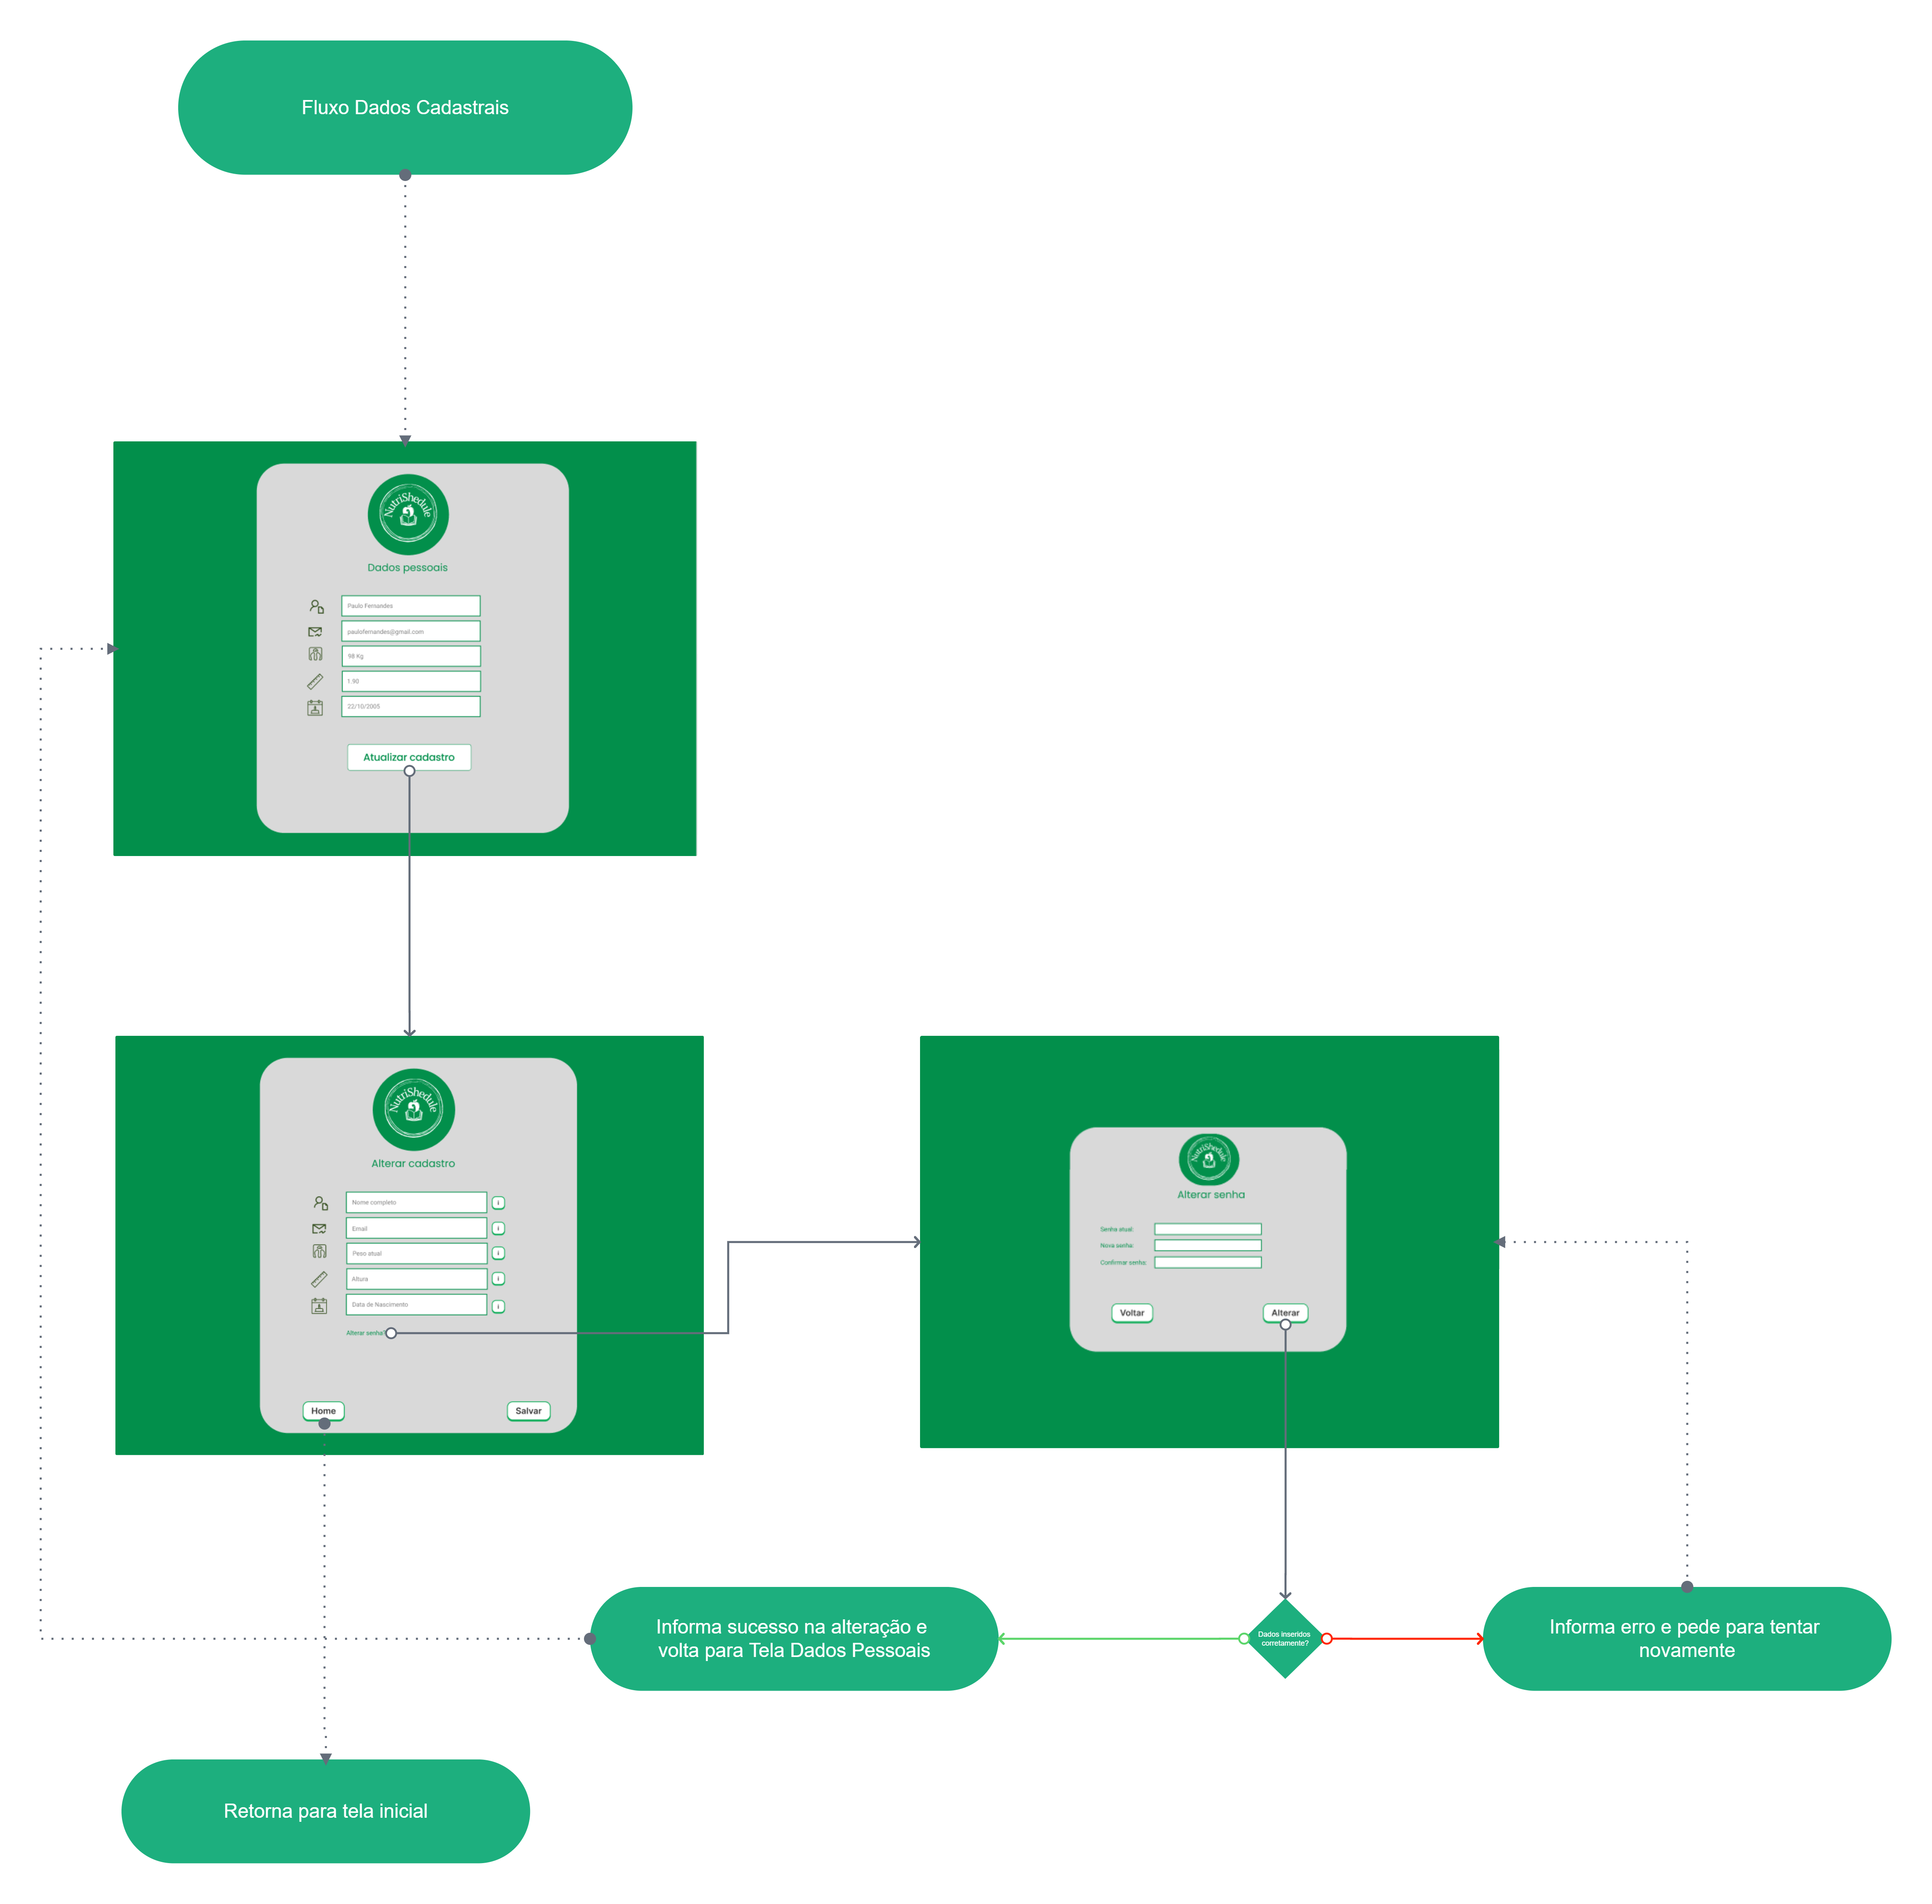 Fluxo Dados Cadastrais
NutriShedule
Dados pessoais
Paulo Fernandes
paulofernandes@gmail.com
98 Kg
1.90
22/10/2005
Atualizar cadastro
NutriShedule
Alterar cadastro
Nome completo
i
Email
i
Peso atual
i
Altura
i
Data de Nascimento
i
Alterar senha?
Home
Salvar
NutriShedule
Alterar senha
Senha atual:
Nova senha:
Confirmar senha:
Voltar
Alterar
Informa sucesso na alteração e
volta para Tela Dados Pessoais
Dados inseridos
corretamente?
Informa erro e pede para tentar
novamente
Retorna para tela inicial